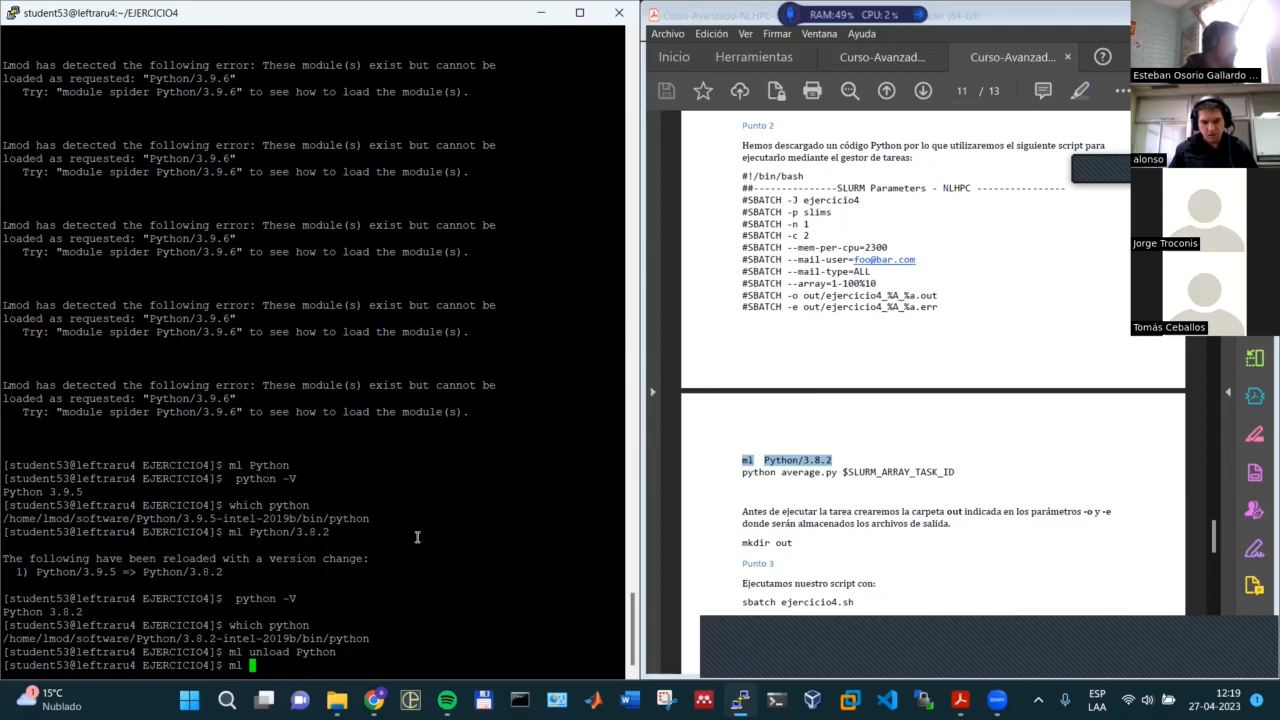 student53@leftraru4:~/EJERCICIO4
Lmod has detected the following error: These module(s) exist but cannot be
loaded as requested: "Python/3.9.6"
Try: "module spider Python/3.9.6" to see how to load the module(s).
Lmod has detected the following error: These module(s) exist but cannot be
loaded as requested: "Python/3.9.6"
Try: "module spider Python/3.9.6" to see how to load the module(s).
Lmod has detected the following error: These module(s) exist but cannot be
loaded as requested: "Python/3.9.6"
Try: "module spider Python/3.9.6" to see how to load the module(s).
Lmod has detected the following error: These module(s) exist but cannot be
loaded as requested: "Python/3.9.6"
Try: "module spider Python/3.9.6" to see how to load the module(s).
Lmod has detected the following error: These module(s) exist but cannot be
loaded as requested: "Python/3.9.6"
Try: "module spider Python/3.9.6" to see how to load the module(s).
[student53@leftraru4 EJERCICIO4]$ ml Python
[student53@leftraru4 EJERCICIO4]$  python -V
Python 3.9.5
[student53@leftraru4 EJERCICIO4]$ which python
/home/lmod/software/Python/3.9.5-intel-2019b/bin/python
[student53@leftraru4 EJERCICIO4]$ ml Python/3.8.2
The following have been reloaded with a version change:
1) Python/3.9.5 => Python/3.8.2
[student53@leftraru4 EJERCICIO4]$  python -V
Python 3.8.2
[student53@leftraru4 EJERCICIO4]$ which python
/home/lmod/software/Python/3.8.2-intel-2019b/bin/python
[student53@leftraru4 EJERCICIO4]$ ml unload Python
[student53@leftraru4 EJERCICIO4]$ ml
Curso-Avanzado-NLHPC
RAM:49% CPU: 2%
(64-bit)
Archivo Edición Ver Firmar Ventana Ayuda
Inicio Herramientas Curso-Avanzad... Curso-Avanzad... ×
11 / 13
Punto 2
Hemos descargado un código Python por lo que utilizaremos el siguiente script para
ejecutarlo mediante el gestor de tareas:
#!/bin/bash
##---------------SLURM Parameters - NLHPC ----------------
#SBATCH -J ejercicio4
#SBATCH -p slims
#SBATCH -n 1
#SBATCH -c 2
#SBATCH --mem-per-cpu=2300
#SBATCH --mail-user=foo@bar.com
#SBATCH --mail-type=ALL
#SBATCH --array=1-100%10
#SBATCH -o out/ejercicio4_%A_%a.out
#SBATCH -e out/ejercicio4_%A_%a.err
ml  Python/3.8.2
python average.py $SLURM_ARRAY_TASK_ID
Antes de ejecutar la tarea crearemos la carpeta out indicada en los parámetros -o y -e
donde serán almacenados los archivos de salida.
mkdir out
Punto 3
Ejecutamos nuestro script con:
sbatch ejercicio4.sh
Esteban Osorio Gallardo ...
alonso
Jorge Troconis
Tomás Ceballos
1
15°C
Nublado
zoom
ESP
LAA
12:19
27-04-2023
1